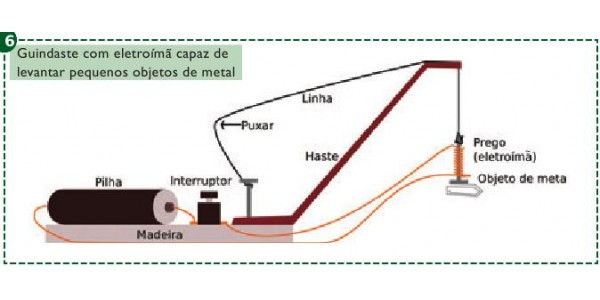 6
Guindaste com eletroímã capaz de
levantar pequenos objetos de metal
Linha
Puxar
Haste
Prego
(eletroímã)
Objeto de meta
Pilha
Interruptor
Madeira